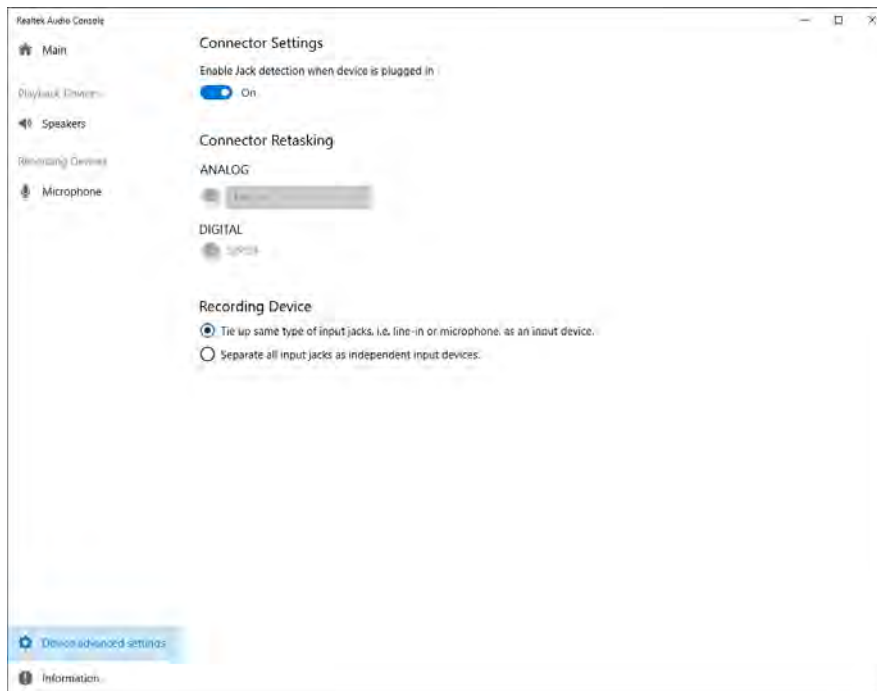 Realtek Audio Console
Main
Playback Devices
Speakers
Recording Devices
Microphone
Device advanced settings
Information
Connector Settings
Enable Jack detection when device is plugged in
On
Connector Retasking
ANALOG
DIGITAL
Recording Device
Tie up same type of input jacks, i.e. line-in or microphone, as an input device.
Separate all input jacks as independent input devices.